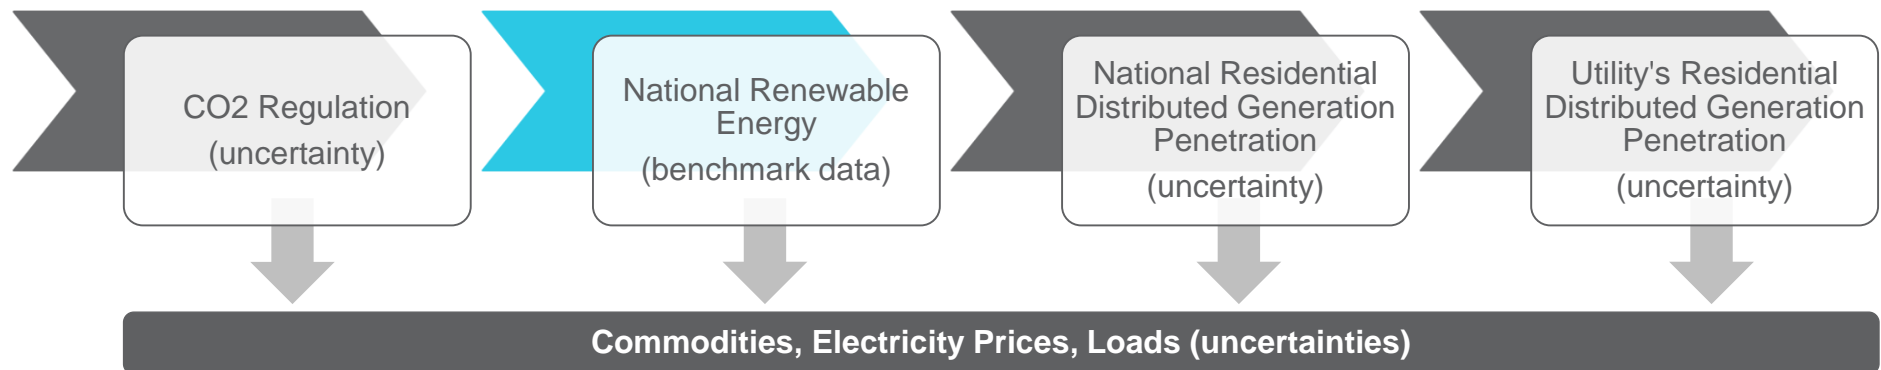 CO2 Regulation
(uncertainty)
National Renewable
Energy
(benchmark data)
National Residential
Distributed Generation
Penetration
(uncertainty)
Utility's Residential
Distributed Generation
Penetration
(uncertainty)
Commodities, Electricity Prices, Loads (uncertainties)